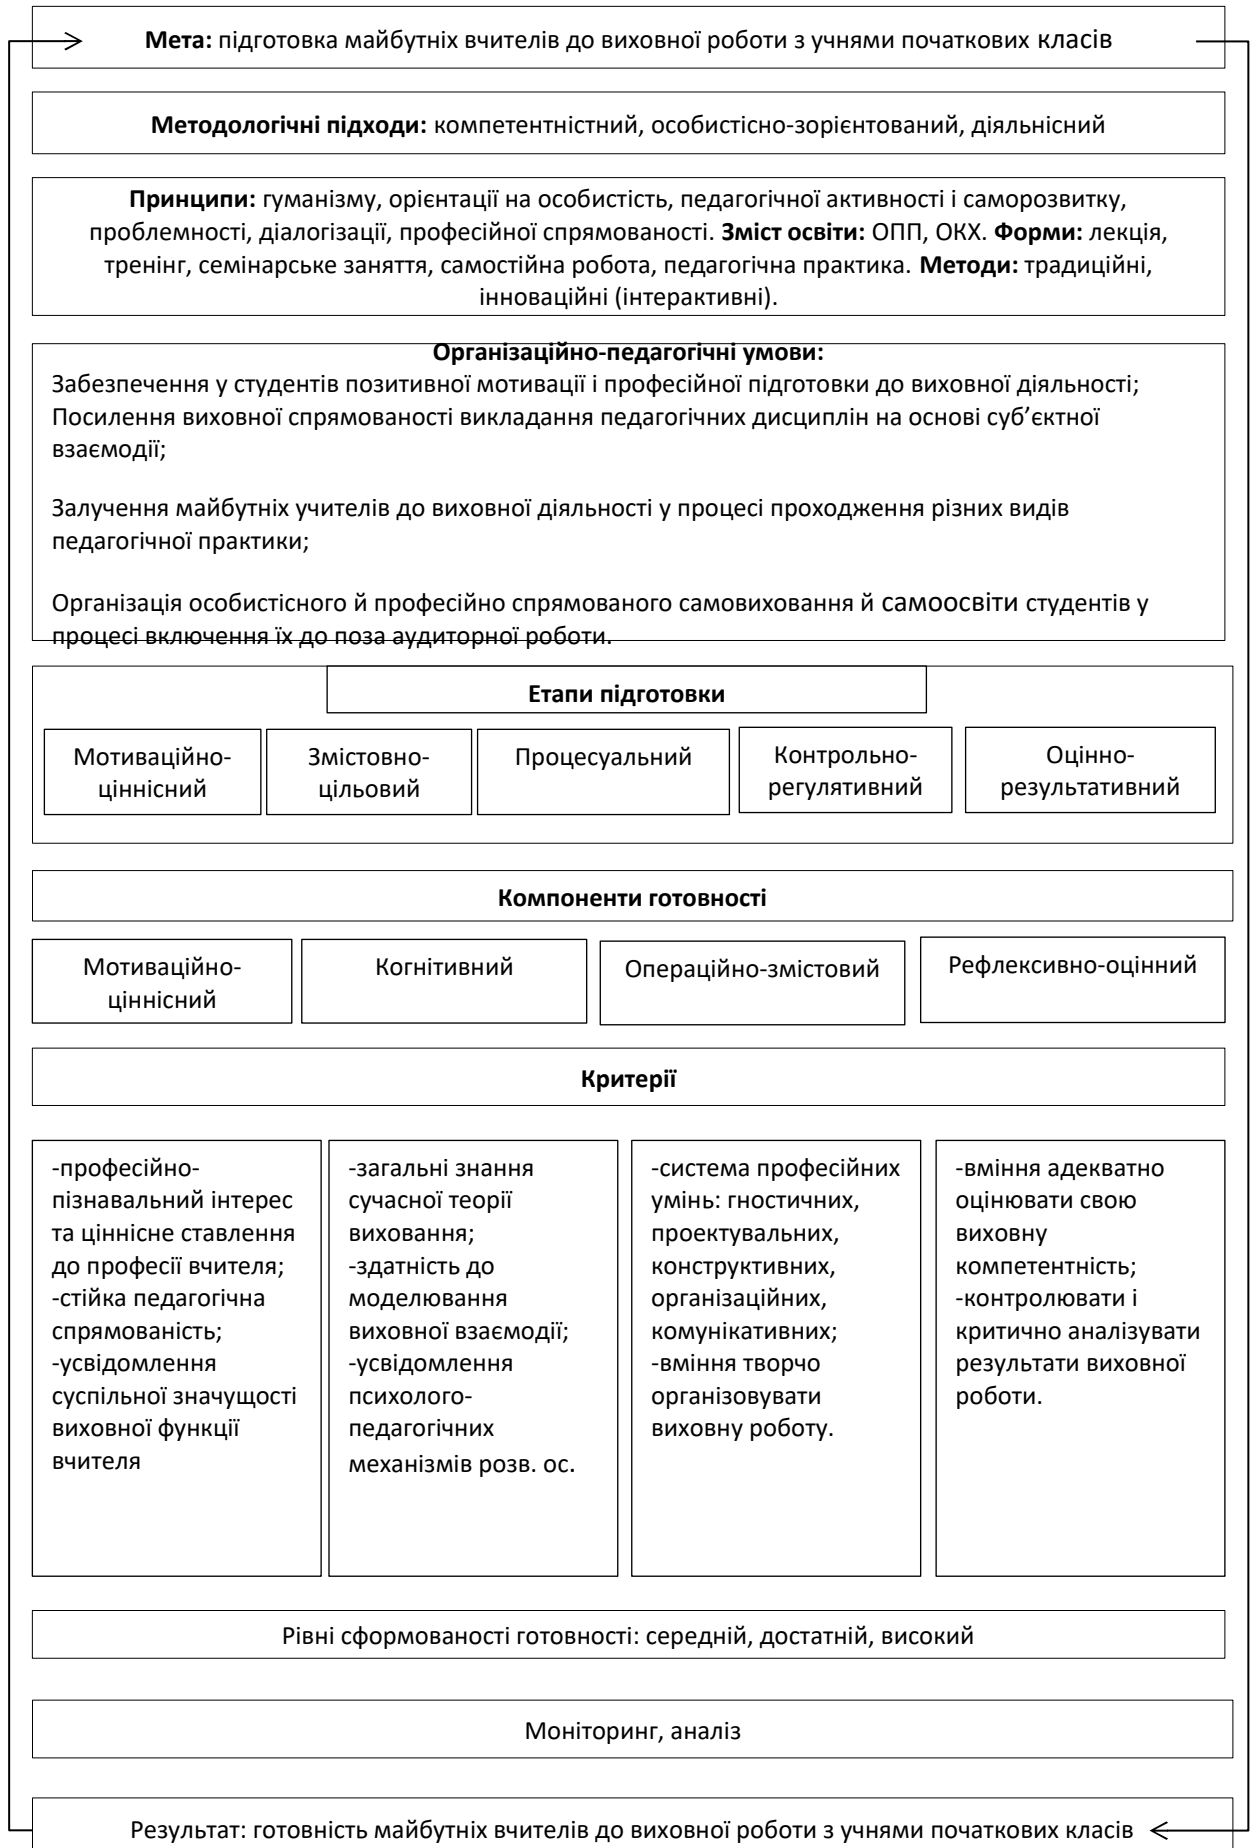 Мета: підготовка майбутніх вчителів до виховної роботи з учнями початкових класів
Методологічні підходи: компетентністний, особистісно-зорієнтований, діяльнісний
Принципи: гуманізму, орієнтації на особистість, педагогічної активності і саморозвитку,
проблемності, діалогізації, професійної спрямованості. Зміст освіти: ОПП, ОКХ. Форми: лекція,
тренінг, семінарське заняття, самостійна робота, педагогічна практика. Методи: традиційні,
інноваційні (інтерактивні).
Організаційно-педагогічні умови:
Забезпечення у студентів позитивної мотивації і професійної підготовки до виховної діяльності;
Посилення виховної спрямованості викладання педагогічних дисциплін на основі суб’єктної
взаємодії;
Залучення майбутніх учителів до виховної діяльності у процесі проходження різних видів
педагогічної практики;
Організація особистісного й професійно спрямованого самовиховання й самоосвіти студентів у
процесі включення їх до поза аудиторної роботи.
Етапи підготовки
Мотиваційно-
ціннісний
Змістовно-
цільовий
Процесуальний
Контрольно-
регулятивний
Оцінно-
результативний
Компоненти готовності
Мотиваційно-
ціннісний
Когнітивний
Операційно-змістовий
Рефлексивно-оцінний
Критерії
-професійно-
пізнавальний інтерес
та ціннісне ставлення
до професії вчителя;
-стійка педагогічна
спрямованість;
-усвідомлення
суспільної значущості
виховної функції
вчителя
-загальні знання
сучасної теорії
виховання;
-здатність до
моделювання
виховної взаємодії;
-усвідомлення
психолого-
педагогічних
механізмів розв. ос.
-система професійних
умінь: гностичних,
проектувальних,
конструктивних,
організаційних,
комунікативних;
-вміння творчо
організовувати
виховну роботу.
-вміння адекватно
оцінювати свою
виховну
компетентність;
-контролювати і
критично аналізувати
результати виховної
роботи.
Рівні сформованості готовності: середній, достатній, високий
Моніторинг, аналіз
Результат: готовність майбутніх вчителів до виховної роботи з учнями початкових класів